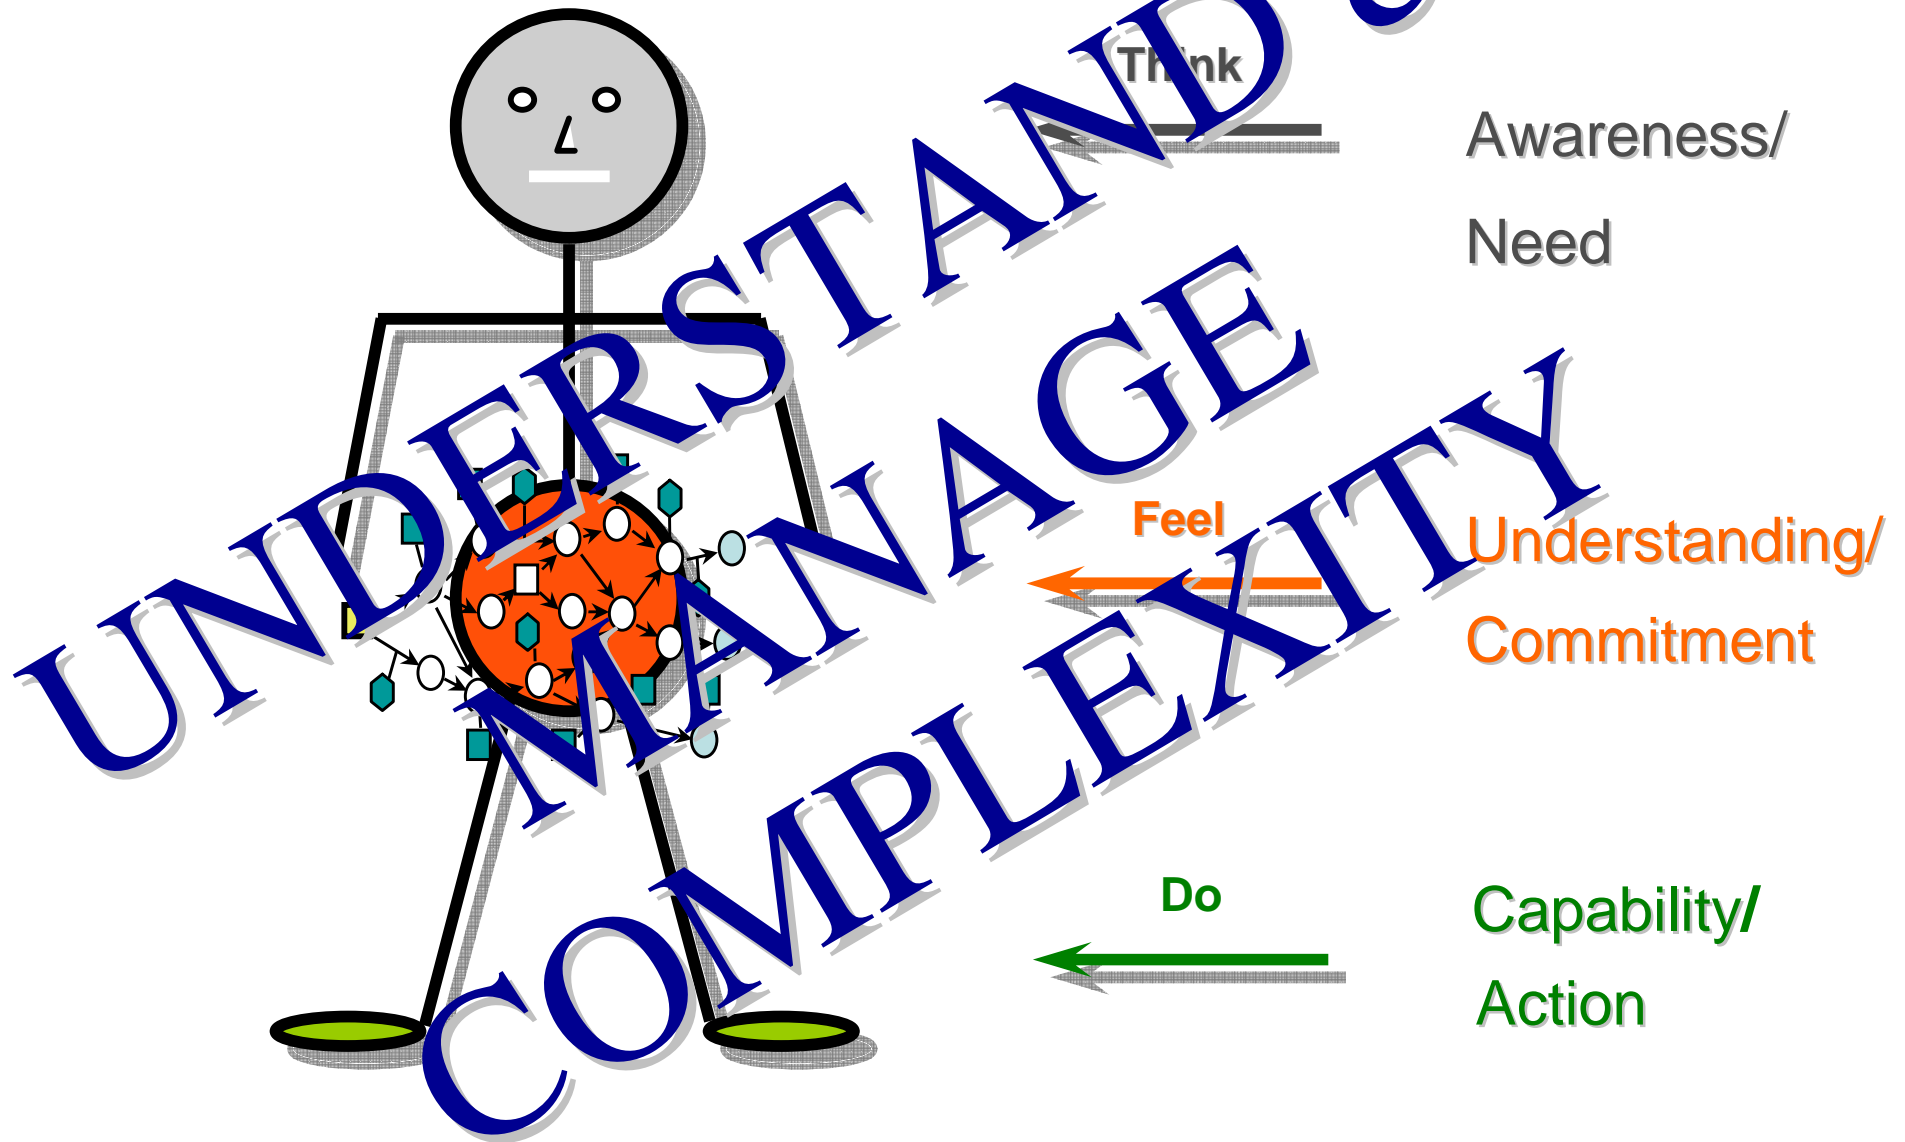 Think
Awareness/
Need
UNDERSTAND
MANAGE
COMPLEXITY
Feel
Understanding/
Commitment
Do
Capability/
Action